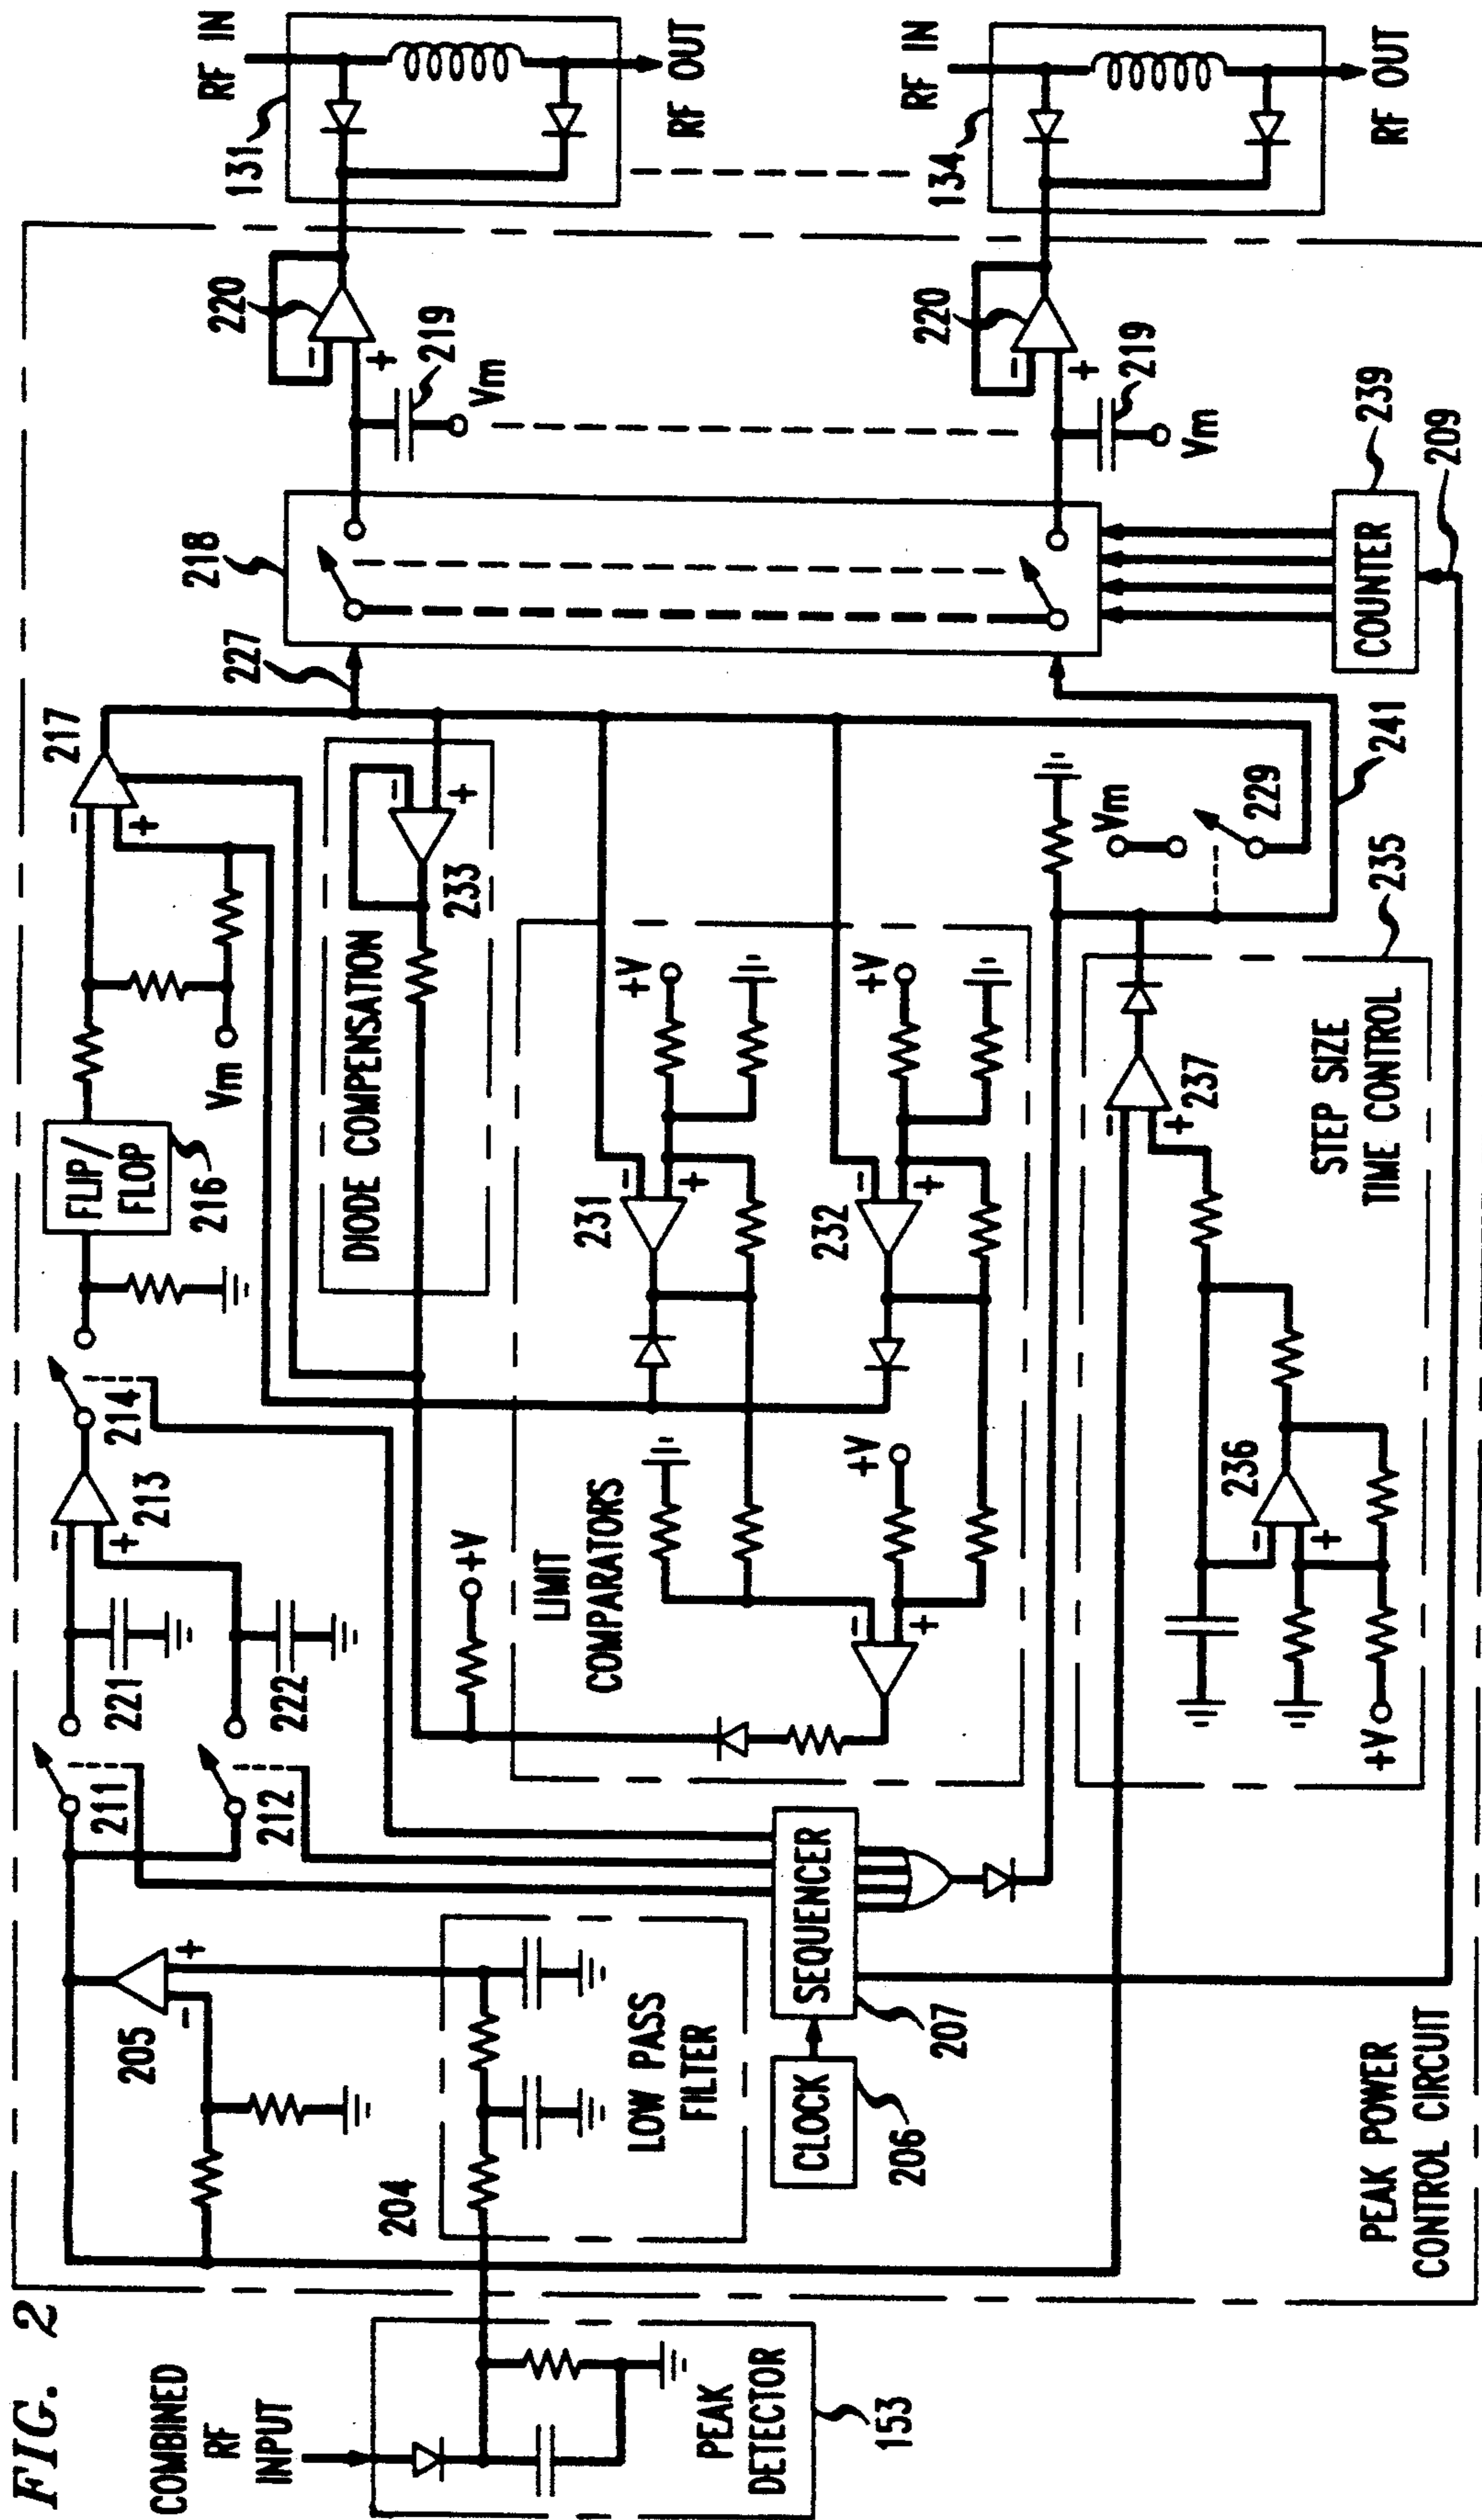 FIG. 2
COMBINED
RF
INPUT
PEAK
DETECTOR
153
204
LOW PASS
FILTER
205
-
+
211
212
221
222
213
-
+
214
FLIP/
FLOP
216
Vm
217
-
+
227
218
220
-
+
219
Vm
131
RF IN
RF OUT
DIODE COMPENSATION
233
-
+
LIMIT
COMPARATORS
+V
231
-
+
+V
232
-
+
+V
+V
-
+
CLOCK
206
SEQUENCER
207
Vm
229
241
235
STEP SIZE
TIME CONTROL
236
-
+
+V
237
-
+
220
-
+
219
Vm
134
RF IN
RF OUT
COUNTER
239
209
PEAK POWER
CONTROL CIRCUIT